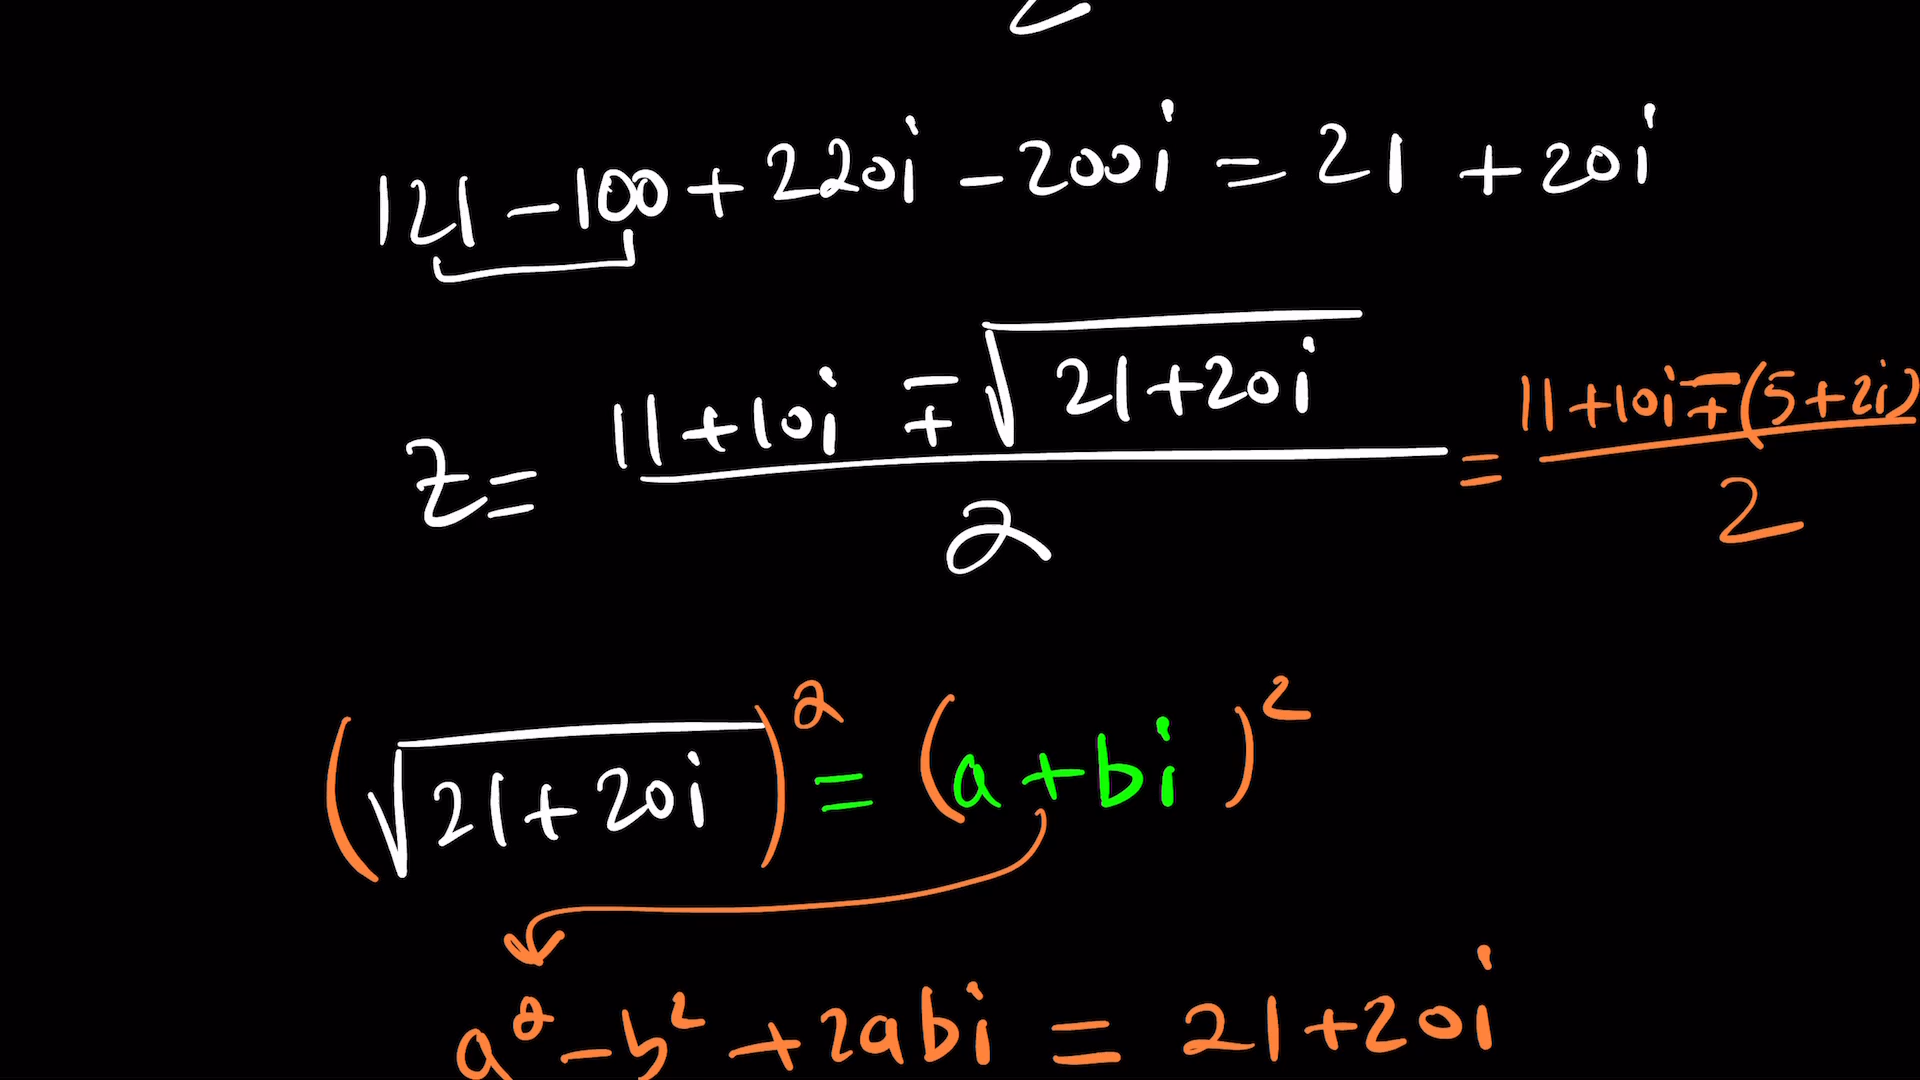 121 - 100 + 220i - 200i = 21 + 20i
z = (11 + 10i ∓ √(21 + 20i)) / 2 = (11 + 10i ∓ (5 + 2i)) / 2
(√(21 + 20i))² = (a + bi)²
a² - b² + 2abi = 21 + 20i